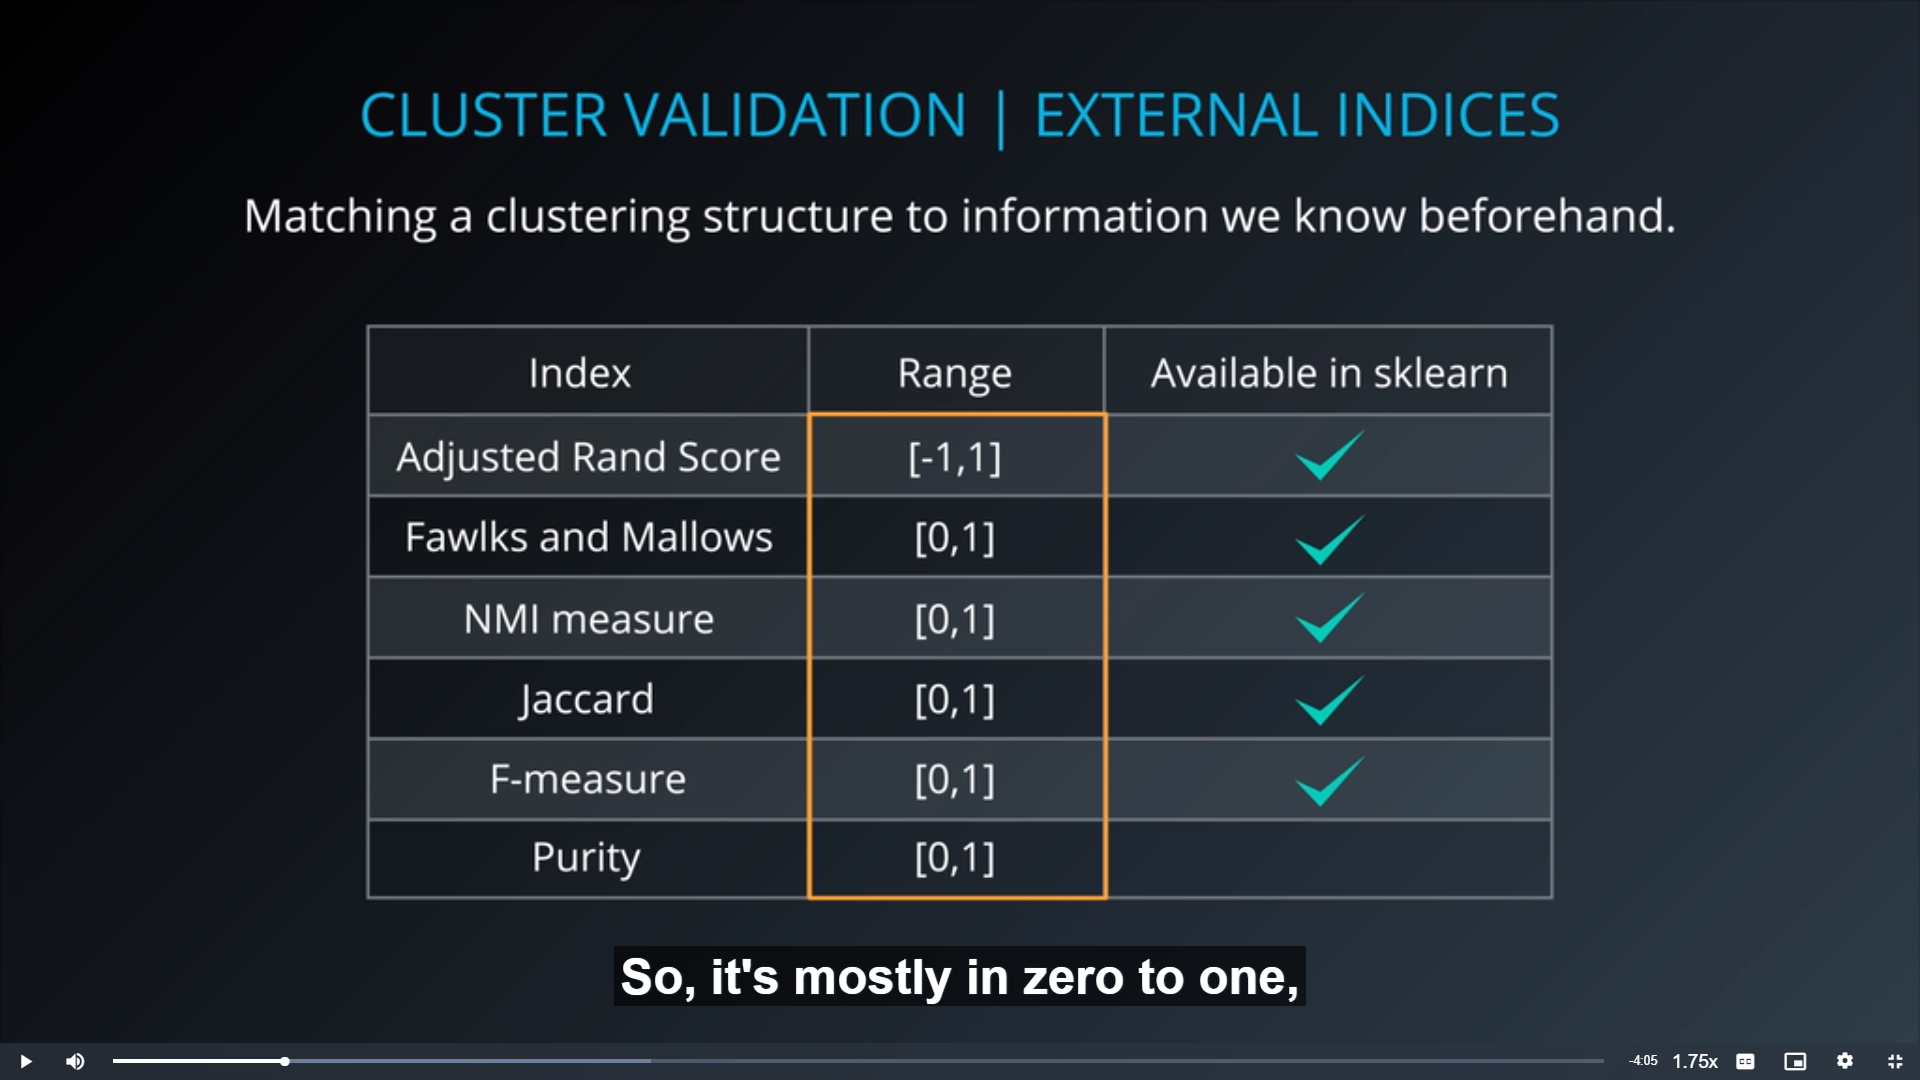 CLUSTER VALIDATION | EXTERNAL INDICES
Matching a clustering structure to information we know beforehand.
Index Range Available in sklearn
Adjusted Rand Score [-1,1]
Fawlks and Mallows [0,1]
NMI measure [0,1]
Jaccard [0,1]
F-measure [0,1]
Purity [0,1]
So, it's mostly in zero to one,
-4:05 1.75x CC